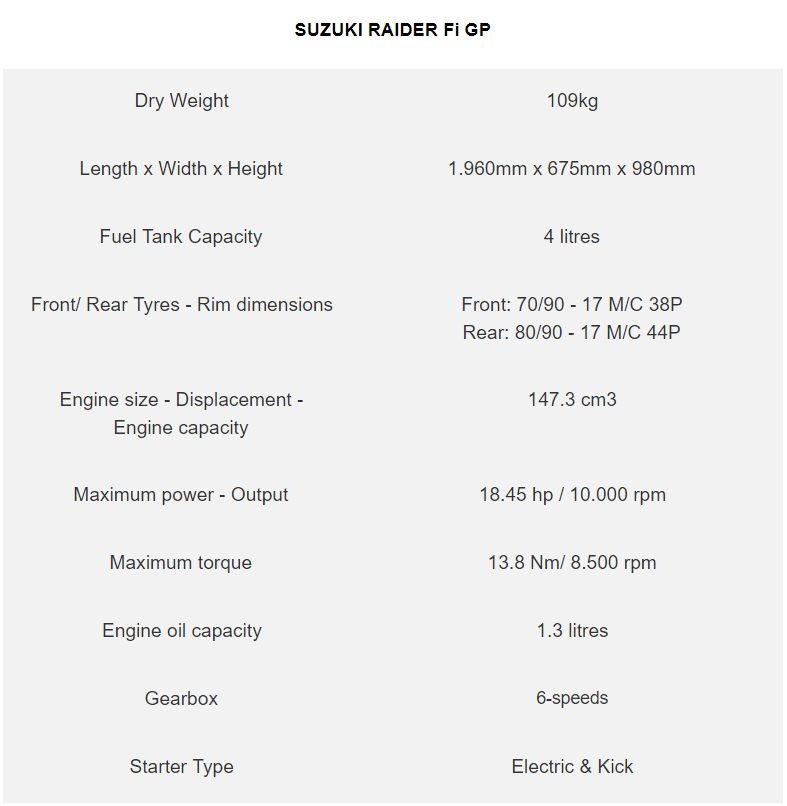 SUZUKI RAIDER Fi GP
Dry Weight 109kg
Length x Width x Height 1.960mm x 675mm x 980mm
Fuel Tank Capacity 4 litres
Front/ Rear Tyres - Rim dimensions Front: 70/90 - 17 M/C 38P
Rear: 80/90 - 17 M/C 44P
Engine size - Displacement - 147.3 cm3
Engine capacity
Maximum power - Output 18.45 hp / 10.000 rpm
Maximum torque 13.8 Nm/ 8.500 rpm
Engine oil capacity 1.3 litres
Gearbox 6-speeds
Starter Type Electric & Kick